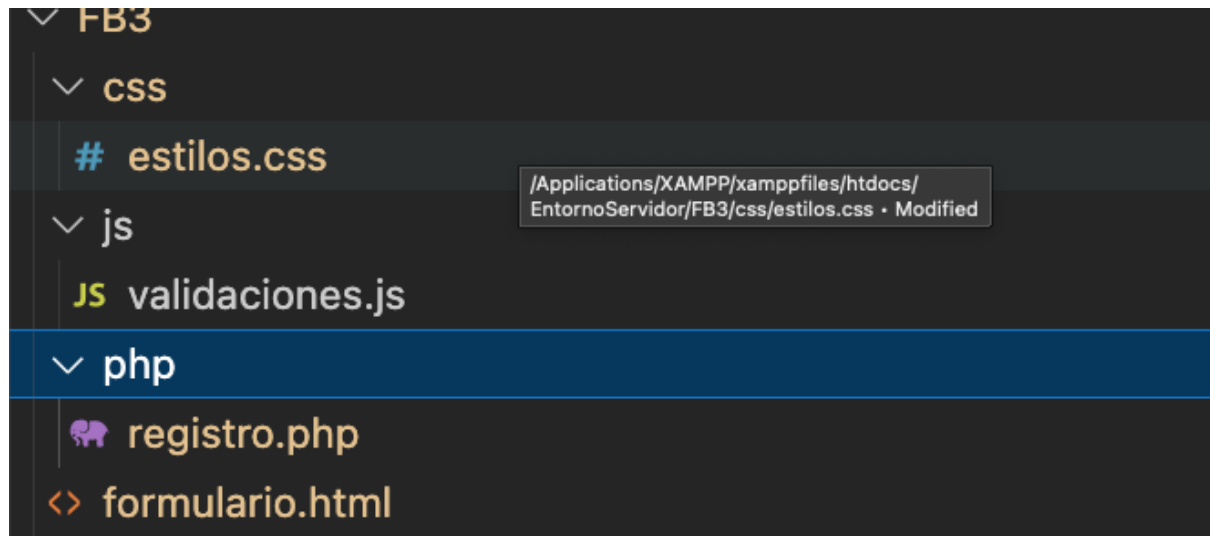 FB3
css
# estilos.css
/Applications/XAMPP/xamppfiles/htdocs/
EntornoServidor/FB3/css/estilos.css • Modified
js
JS validaciones.js
php
registro.php
<> formulario.html